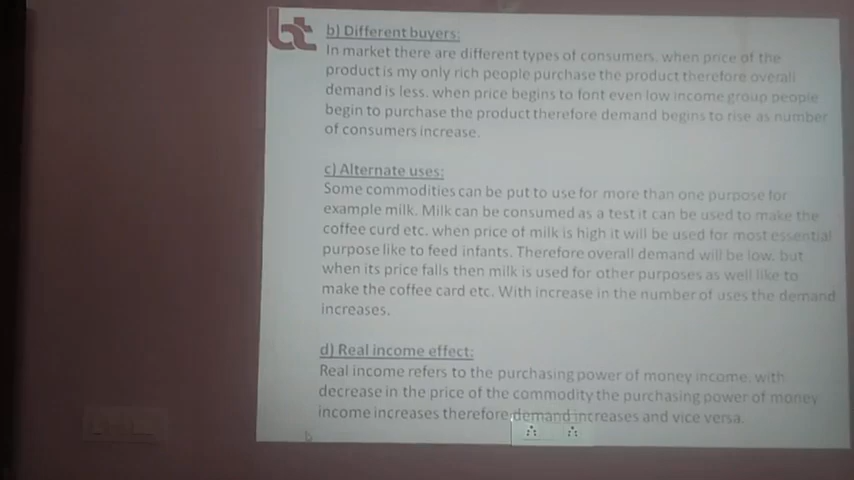 bt
b) Different buyers:
In market there are different types of consumers. when price of the
product is my only rich people purchase the product therefore overall
demand is less. when price begins to font even low income group people
begin to purchase the product therefore demand begins to rise as number
of consumers increase.
c) Alternate uses:
Some commodities can be put to use for more than one purpose for
example milk. Milk can be consumed as a test it can be used to make the
coffee curd etc. when price of milk is high it will be used for most essential
purpose like to feed infants. Therefore overall demand will be low. but
when its price falls then milk is used for other purposes as well like to
make the coffee card etc. With increase in the number of uses the demand
increases.
d) Real income effect:
Real income refers to the purchasing power of money income. with
decrease in the price of the commodity the purchasing power of money
income increases therefore demand increases and vice versa.